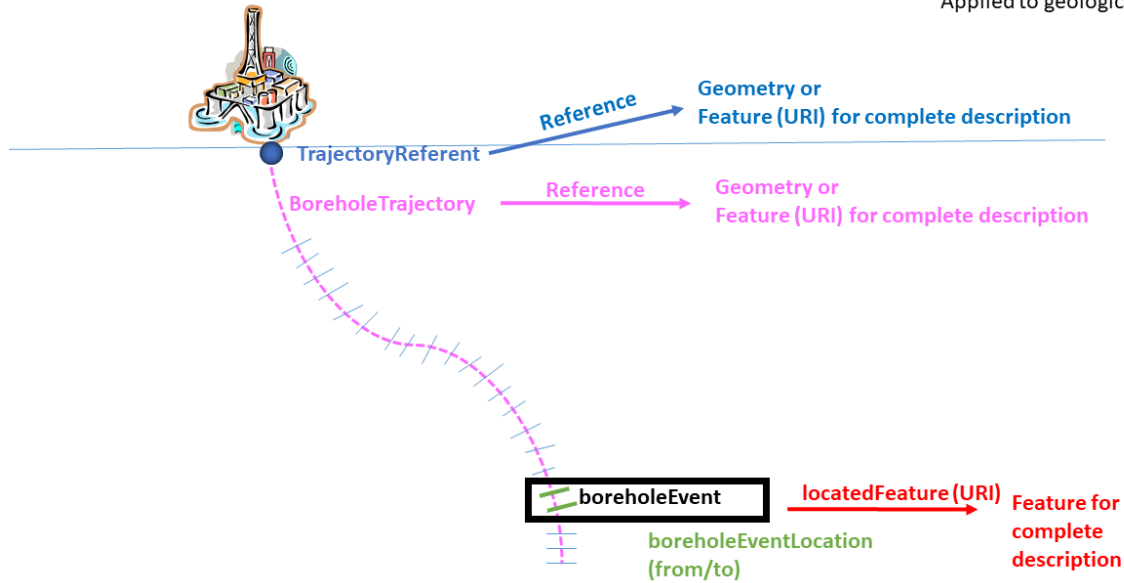 Applied to geologic
Reference
Geometry or
Feature (URI) for complete description
TrajectoryReferent
BoreholeTrajectory
Reference
Geometry or
Feature (URI) for complete description
boreholeEvent
locatedFeature (URI)
Feature for
complete
description
boreholeEventLocation
(from/to)